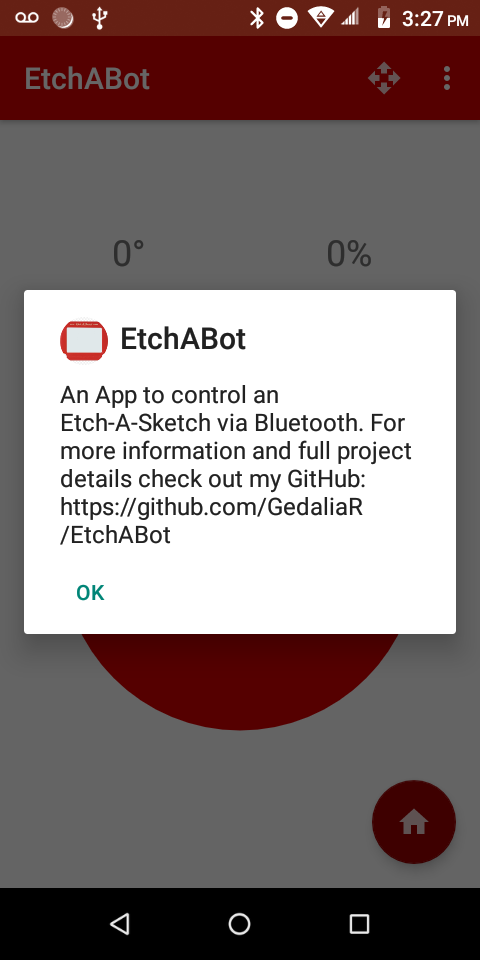 3:27 PM
EtchABot
0°
0%
EtchABot
An App to control an
Etch-A-Sketch via Bluetooth. For
more information and full project
details check out my GitHub:
https://github.com/GedaliaR
/EtchABot
OK